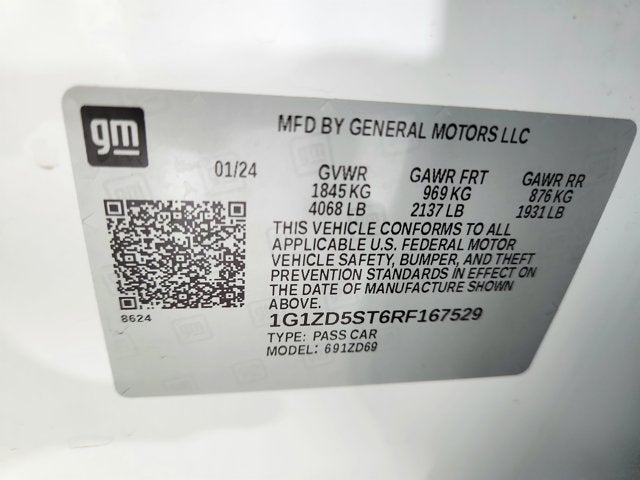 gm
MFD BY GENERAL MOTORS LLC
01/24 GVWR GAWR FRT GAWR RR
1845 KG 969 KG 876 KG
4068 LB 2137 LB 1931 LB
THIS VEHICLE CONFORMS TO ALL
APPLICABLE U.S. FEDERAL MOTOR
VEHICLE SAFETY, BUMPER, AND THEFT
PREVENTION STANDARDS IN EFFECT ON
THE DATE OF MANUFACTURE SHOWN
ABOVE.
8624
1G1ZD5ST6RF167529
TYPE: PASS CAR
MODEL: 691ZD69